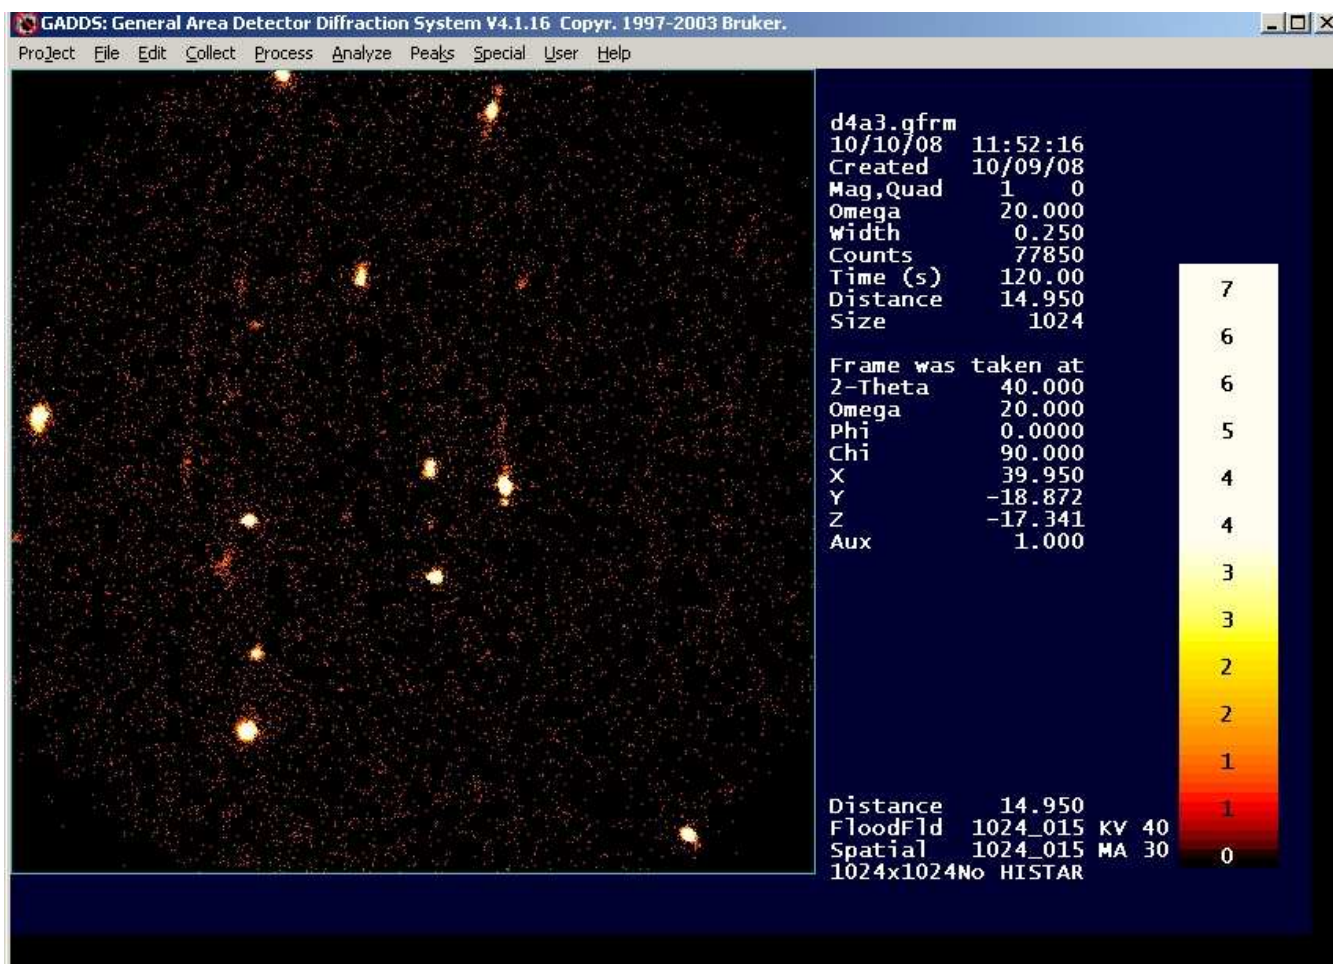 GADDS: General Area Detector Diffraction System V4.1.16 Copyr. 1997-2003 Bruker.
ProJect File Edit Collect Process Analyze Peaks Special User Help
d4a3.gfrm
10/10/08 11:52:16
Created 10/09/08
Mag,Quad 1 0
Omega 20.000
Width 0.250
Counts 77850
Time (s) 120.00
Distance 14.950
Size 1024
Frame was taken at
2-Theta 40.000
Omega 20.000
Phi 0.0000
Chi 90.000
X 39.950
Y -18.872
Z -17.341
Aux 1.000
Distance 14.950
FloodFld 1024_015 KV 40
Spatial 1024_015 MA 30
1024x1024No HISTAR
7
6
6
5
4
4
3
3
2
2
1
1
0